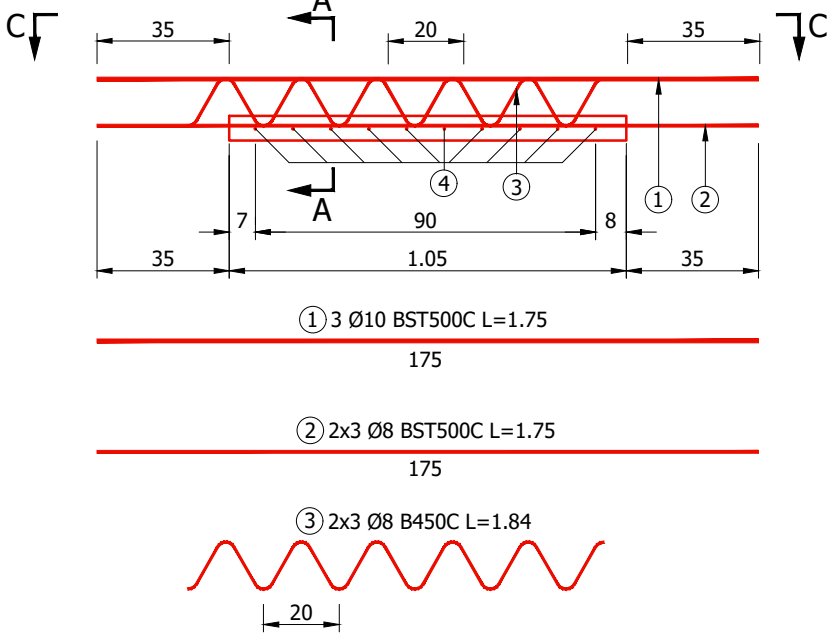 A
C 35 20 35 C
4 3 1 2
A
7 90 8
35 1.05 35
1 3 Ø10 BST500C L=1.75
175
2 2x3 Ø8 BST500C L=1.75
175
3 2x3 Ø8 B450C L=1.84
20